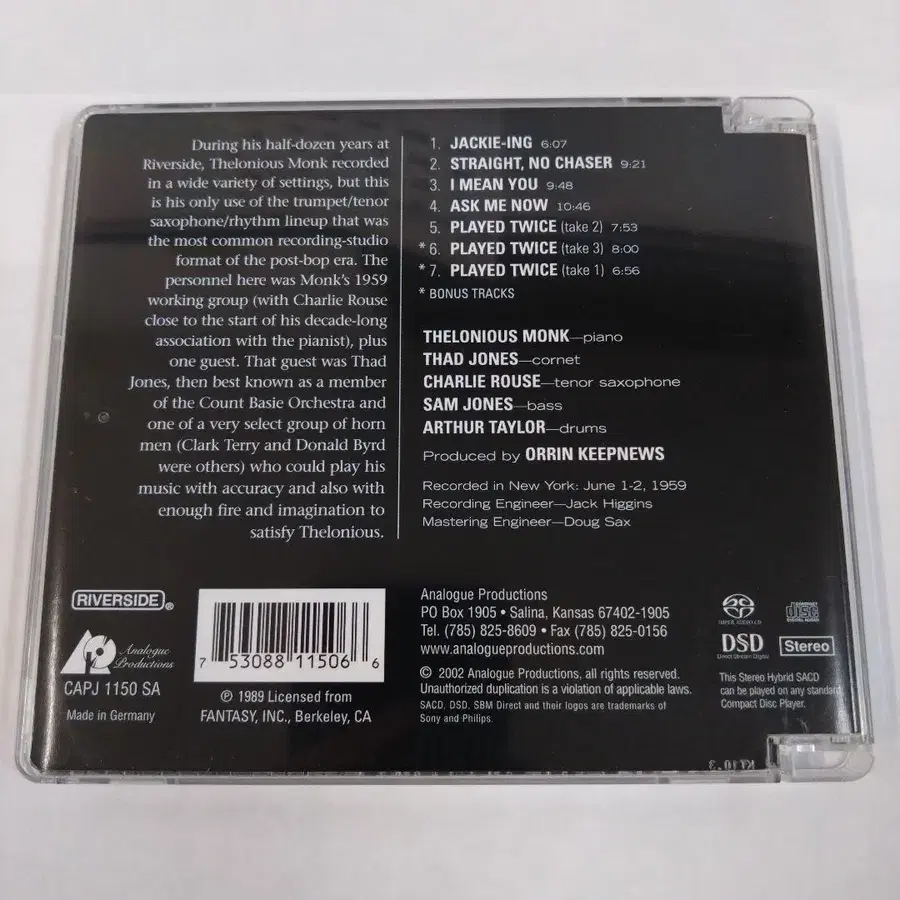 During his half-dozen years at
Riverside, Thelonious Monk recorded
in a wide variety of settings, but this
is his only use of the trumpet/tenor
saxophone/rhythm lineup that was
the most common recording-studio
format of the post-bop era. The
personnel here was Monk's 1959
working group (with Charlie Rouse
close to the start of his decade-long
association with the pianist), plus
one guest. That guest was Thad
Jones, then best known as a member
of the Count Basie Orchestra and
one of a very select group of horn
men (Clark Terry and Donald Byrd
were others) who could play his
music with accuracy and also with
enough fire and imagination to
satisfy Thelonious.
1. JACKIE-ING 6:07
2. STRAIGHT, NO CHASER 9:21
3. I MEAN YOU 9:48
4. ASK ME NOW 10:46
5. PLAYED TWICE (take 2) 7:53
* 6. PLAYED TWICE (take 3) 8:00
* 7. PLAYED TWICE (take 1) 6:56
* BONUS TRACKS
THELONIOUS MONK—piano
THAD JONES—cornet
CHARLIE ROUSE—tenor saxophone
SAM JONES—bass
ARTHUR TAYLOR—drums
Produced by ORRIN KEEPNEWS
Recorded in New York: June 1-2, 1959
Recording Engineer—Jack Higgins
Mastering Engineer—Doug Sax
RIVERSIDE®
Analogue
Productions
CAPJ 1150 SA
Made in Germany
7 53088 11506 6
℗ 1989 Licensed from
FANTASY, INC., Berkeley, CA
Analogue Productions
PO Box 1905 • Salina, Kansas 67402-1905
Tel. (785) 825-8609 • Fax (785) 825-0156
www.analogueproductions.com
© 2002 Analogue Productions, all rights reserved.
Unauthorized duplication is a violation of applicable laws.
SACD, DSD, SBM Direct and their logos are trademarks of
Sony and Philips.
SUPER AUDIO CD
COMPACT
disc
DIGITAL AUDIO
DSD
Direct Stream Digital
Stereo
This Stereo Hybrid SACD
can be played on any standard
Compact Disc Player.